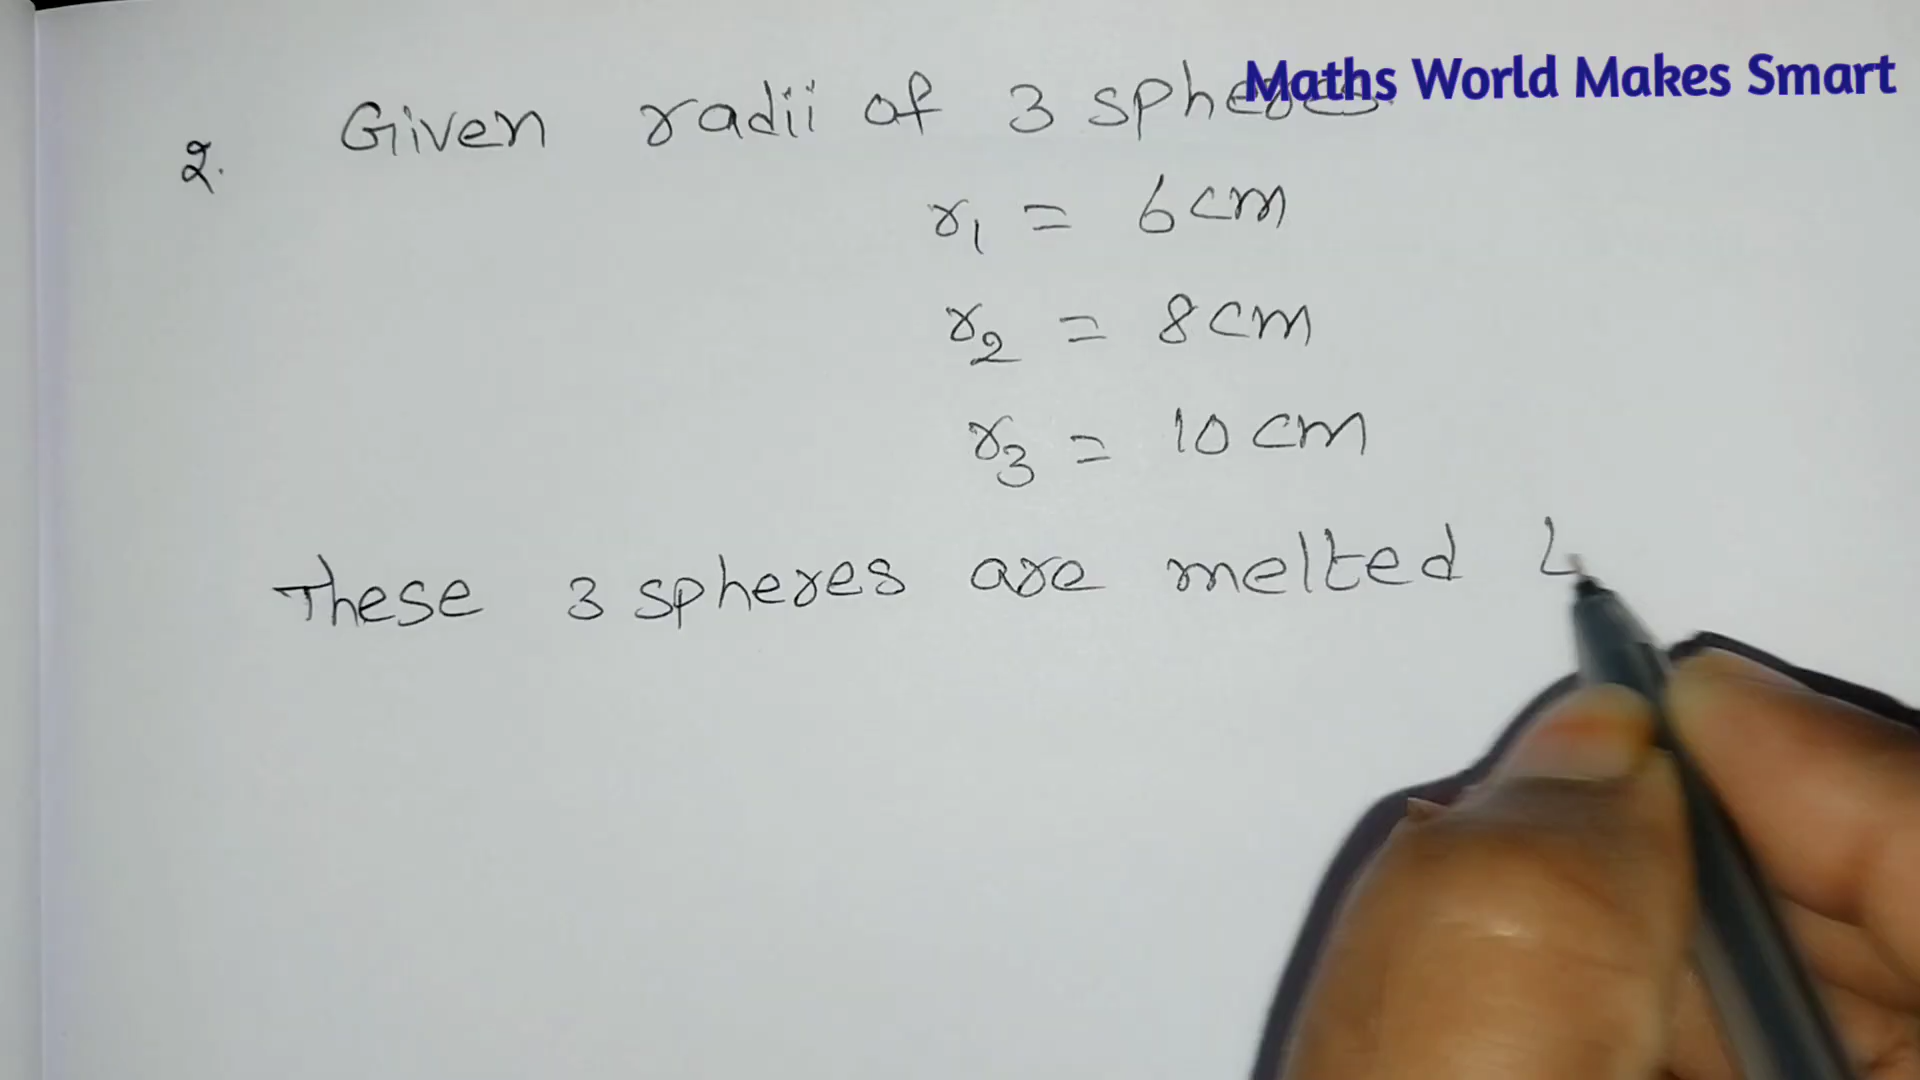 Maths World Makes Smart
2. Given radii of 3 spheres
r1 = 6cm
r2 = 8cm
r3 = 10cm
These 3 spheres are melted